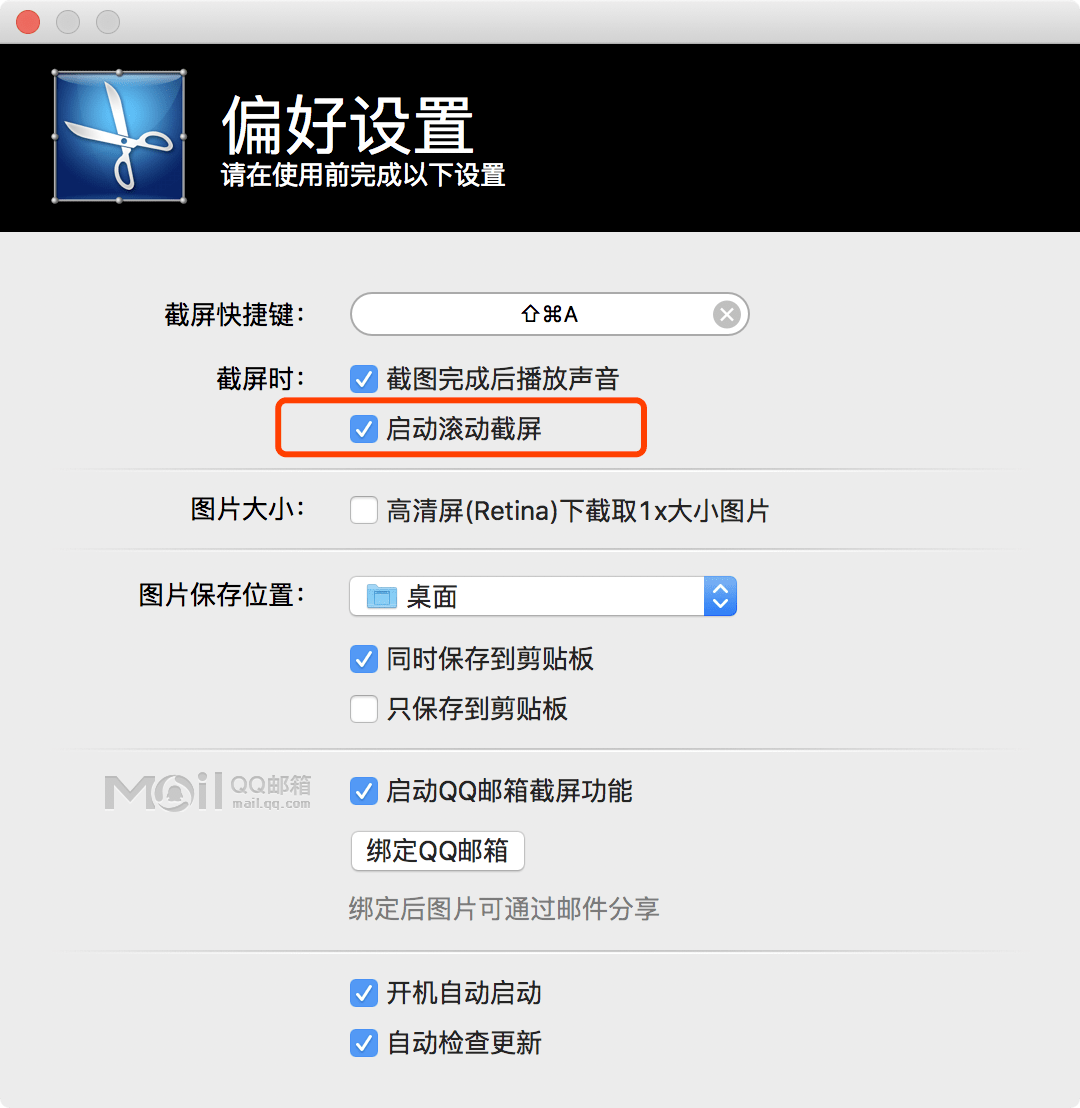 偏好设置
请在使用前完成以下设置
截屏快捷键： ⇧⌘A
截屏时： 截图完成后播放声音
启动滚动截屏
图片大小： 高清屏(Retina)下截取1x大小图片
图片保存位置： 桌面
同时保存到剪贴板
只保存到剪贴板
Mail QQ邮箱 启动QQ邮箱截屏功能
mail.qq.com
绑定QQ邮箱
绑定后图片可通过邮件分享
开机自动启动
自动检查更新